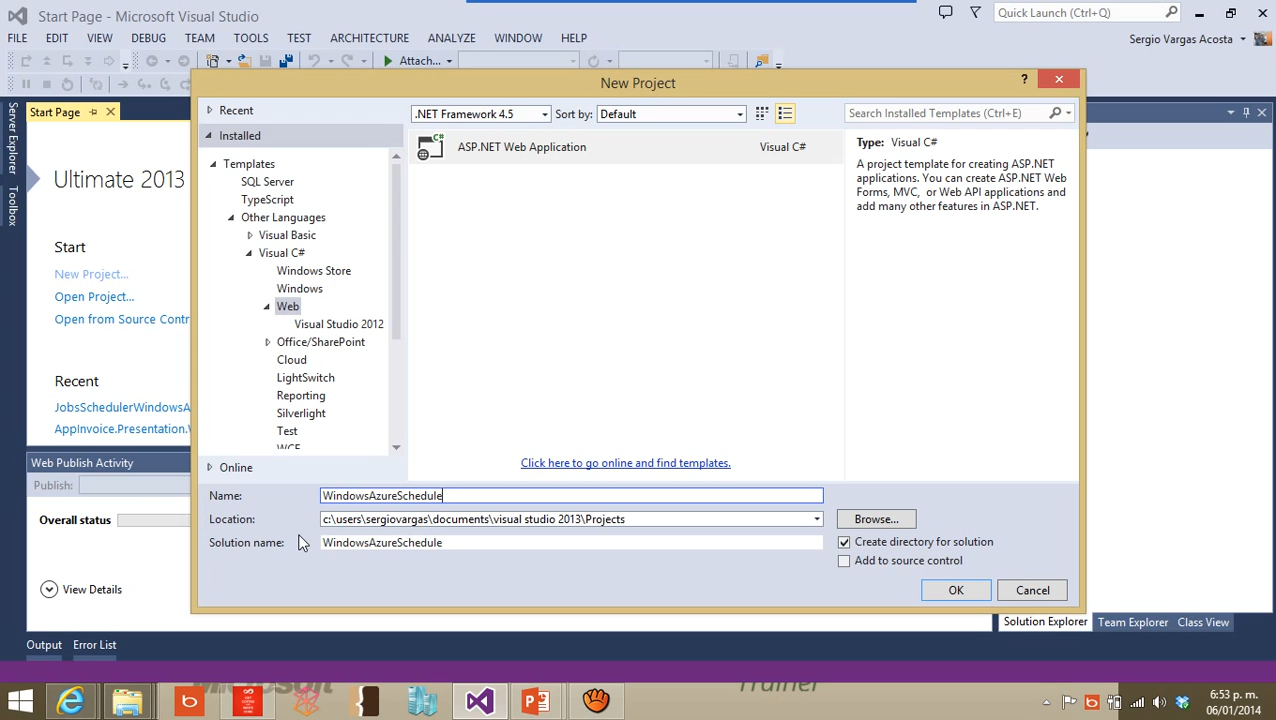 Start Page - Microsoft Visual Studio
Quick Launch (Ctrl+Q)
FILE EDIT VIEW DEBUG TEAM TOOLS TEST ARCHITECTURE ANALYZE WINDOW HELP
Sergio Vargas Acosta
Attach...
New Project
?
Server Explorer
Toolbox
Start Page
Ultimate 2013
Start
New Project...
Open Project...
Open from Source Contr
Recent
JobsSchedulerWindowsA
AppInvoice.Presentation.W
Web Publish Activity
Publish:
Overall status
View Details
Output Error List
Recent
Installed
Templates
SQL Server
TypeScript
Other Languages
Visual Basic
Visual C#
Windows Store
Windows
Web
Visual Studio 2012
Office/SharePoint
Cloud
LightSwitch
Reporting
Silverlight
Test
WCF
Online
.NET Framework 4.5 Sort by: Default
ASP.NET Web Application Visual C#
Click here to go online and find templates.
Search Installed Templates (Ctrl+E)
Type: Visual C#
A project template for creating ASP.NET
applications. You can create ASP.NET Web
Forms, MVC, or Web API applications and
add many other features in ASP.NET.
Name: WindowsAzureSchedule
Location: c:\users\sergiovargas\documents\visual studio 2013\Projects Browse...
Solution name: WindowsAzureSchedule
Create directory for solution
Add to source control
OK Cancel
Solution Explorer Team Explorer Class View
Microsoft
Trainer
6:53 p. m.
06/01/2014